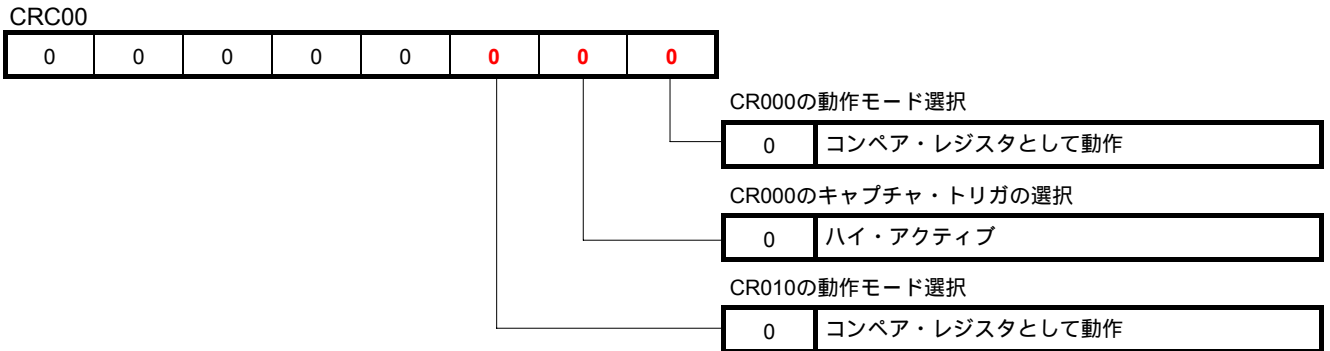 CRC00
0 0 0 0 0 0 0 0
CR000の動作モード選択
0 コンペア・レジスタとして動作
CR000のキャプチャ・トリガの選択
0 ハイ・アクティブ
CR010の動作モード選択
0 コンペア・レジスタとして動作